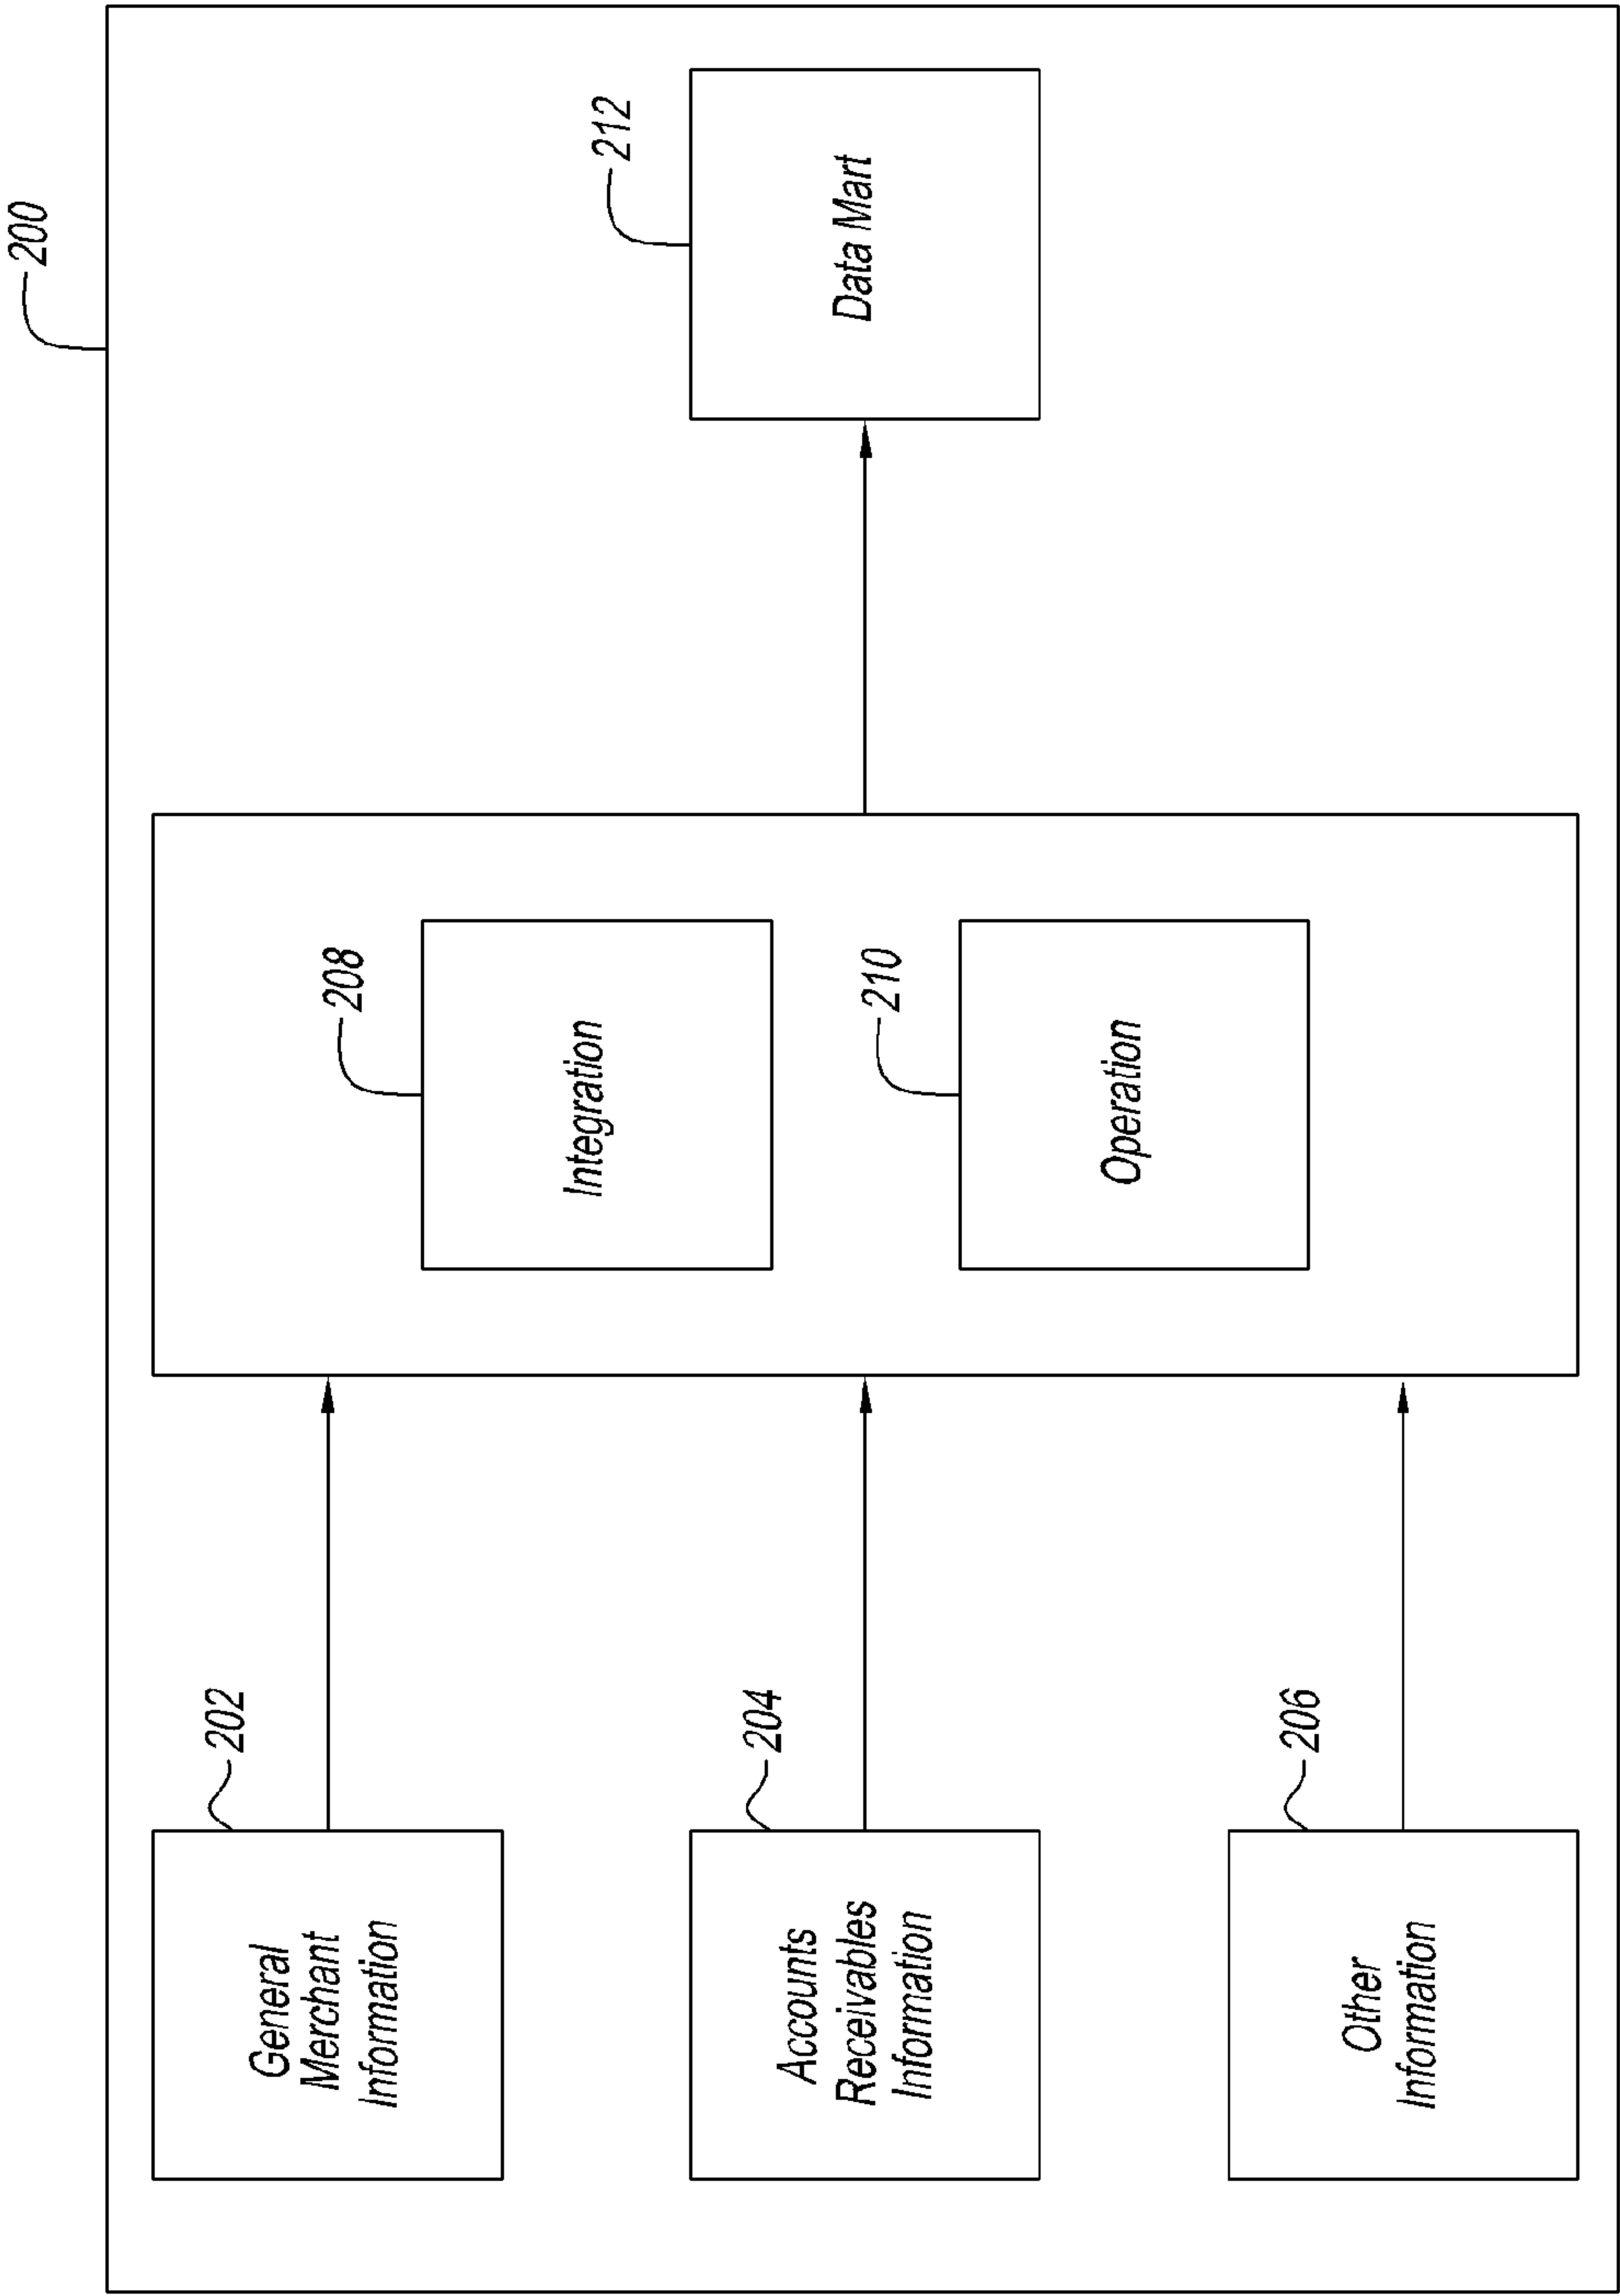 200
202
General
Merchant
Information
204
Accounts
Receivables
Information
206
Other
Information
208
Integration
210
Operation
212
Data Mart